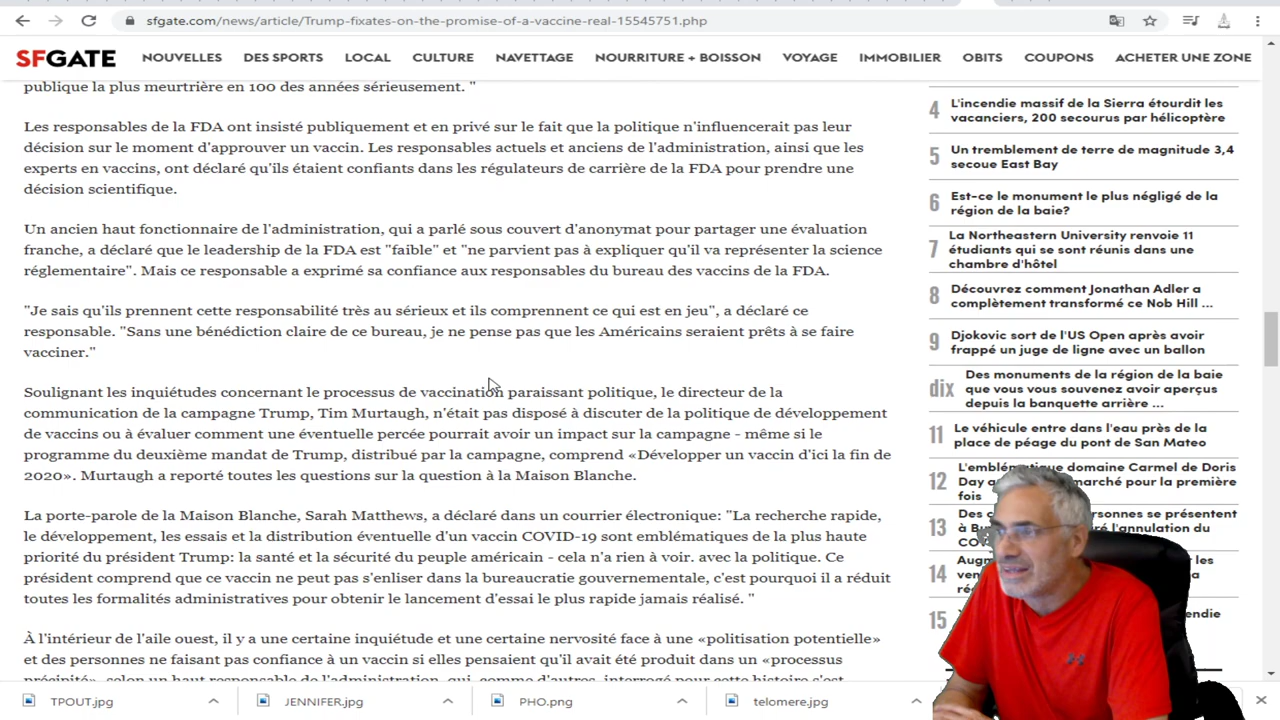 sfgate.com/news/article/Trump-fixates-on-the-promise-of-a-vaccine-real-15545751.php
SFGATE NOUVELLES DES SPORTS LOCAL CULTURE NAVETTAGE NOURRITURE + BOISSON VOYAGE IMMOBILIER OBITS COUPONS ACHETER UNE ZONE
publique la plus meurtrière en 100 des années sérieusement. "
Les responsables de la FDA ont insisté publiquement et en privé sur le fait que la politique n'influencerait pas leur
décision sur le moment d'approuver un vaccin. Les responsables actuels et anciens de l'administration, ainsi que les
experts en vaccins, ont déclaré qu'ils étaient confiants dans les régulateurs de carrière de la FDA pour prendre une
décision scientifique.
Un ancien haut fonctionnaire de l'administration, qui a parlé sous couvert d'anonymat pour partager une évaluation
franche, a déclaré que le leadership de la FDA est "faible" et "ne parvient pas à expliquer qu'il va représenter la science
réglementaire". Mais ce responsable a exprimé sa confiance aux responsables du bureau des vaccins de la FDA.
"Je sais qu'ils prennent cette responsabilité très au sérieux et ils comprennent ce qui est en jeu", a déclaré ce
responsable. "Sans une bénédiction claire de ce bureau, je ne pense pas que les Américains seraient prêts à se faire
vacciner."
Soulignant les inquiétudes concernant le processus de vaccination paraissant politique, le directeur de la
communication de la campagne Trump, Tim Murtaugh, n'était pas disposé à discuter de la politique de développement
de vaccins ou à évaluer comment une éventuelle percée pourrait avoir un impact sur la campagne - même si le
programme du deuxième mandat de Trump, distribué par la campagne, comprend «Développer un vaccin d'ici la fin de
2020». Murtaugh a reporté toutes les questions sur la question à la Maison Blanche.
La porte-parole de la Maison Blanche, Sarah Matthews, a déclaré dans un courrier électronique: "La recherche rapide,
le développement, les essais et la distribution éventuelle d'un vaccin COVID-19 sont emblématiques de la plus haute
priorité du président Trump: la santé et la sécurité du peuple américain - cela n'a rien à voir. avec la politique. Ce
président comprend que ce vaccin ne peut pas s'enliser dans la bureaucratie gouvernementale, c'est pourquoi il a réduit
toutes les formalités administratives pour obtenir le lancement d'essai le plus rapide jamais réalisé. "
À l'intérieur de l'aile ouest, il y a une certaine inquiétude et une certaine nervosité face à une «politisation potentielle»
et des personnes ne faisant pas confiance à un vaccin si elles pensaient qu'il avait été produit dans un «processus
précipité», selon un haut responsable de l'administration qui, comme d'autres, interrogé pour cette histoire s'est
4 L'incendie massif de la Sierra étourdit les
vacanciers, 200 secourus par hélicoptère
5 Un tremblement de terre de magnitude 3,4
secoue East Bay
6 Est-ce le monument le plus négligé de la
région de la baie?
7 La Northeastern University renvoie 11
étudiants qui se sont réunis dans une
chambre d'hôtel
8 Découvrez comment Jonathan Adler a
complètement transformé ce Nob Hill ...
9 Djokovic sort de l'US Open après avoir
frappé un juge de ligne avec un ballon
dix Des monuments de la région de la baie
que vous vous souvenez avoir aperçus
depuis la banquette arrière ...
11 Le véhicule entre dans l'eau près de la
place de péage du pont de San Mateo
12 L'emblématique domaine Carmel de Doris
Day marché pour la première
fois
13 Des personnes se présentent
à l'annulation du
14 les
15
TPOUT.jpg JENNIFER.jpg PHO.png telomere.jpg